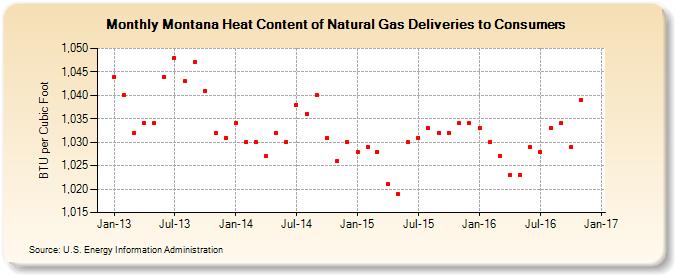 Monthly Montana Heat Content of Natural Gas Deliveries to Consumers
BTU per Cubic Foot
1,050
1,045
1,040
1,035
1,030
1,025
1,020
1,015
Jan-13 Jul-13 Jan-14 Jul-14 Jan-15 Jul-15 Jan-16 Jul-16 Jan-17
Source: U.S. Energy Information Administration